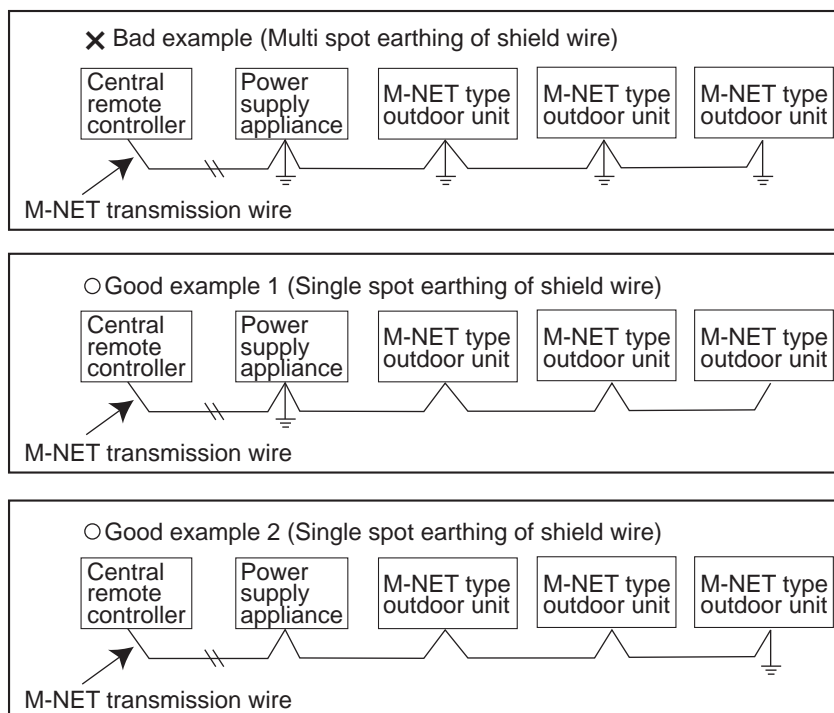 × Bad example (Multi spot earthing of shield wire)
Central
remote
controller
Power
supply
appliance
M-NET type
outdoor unit
M-NET type
outdoor unit
M-NET type
outdoor unit
M-NET transmission wire
○ Good example 1 (Single spot earthing of shield wire)
Central
remote
controller
Power
supply
appliance
M-NET type
outdoor unit
M-NET type
outdoor unit
M-NET type
outdoor unit
M-NET transmission wire
○ Good example 2 (Single spot earthing of shield wire)
Central
remote
controller
Power
supply
appliance
M-NET type
outdoor unit
M-NET type
outdoor unit
M-NET type
outdoor unit
M-NET transmission wire